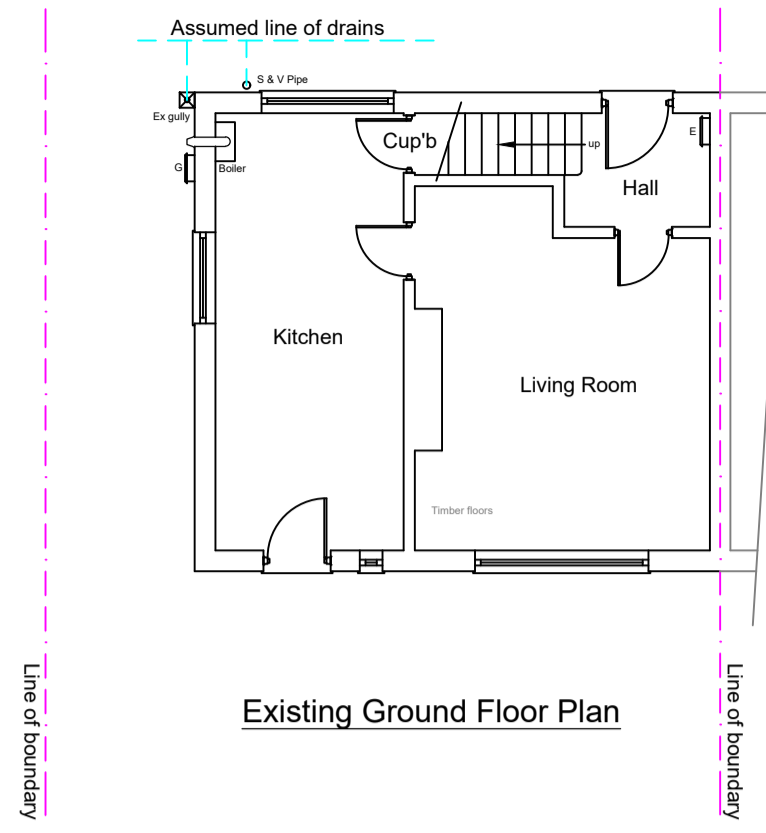 Assumed line of drains
S & V Pipe
Ex gully
Cup'b
up
E
G
Boiler
Hall
Kitchen
Living Room
Timber floors
Line of boundary
Line of boundary
Existing Ground Floor Plan